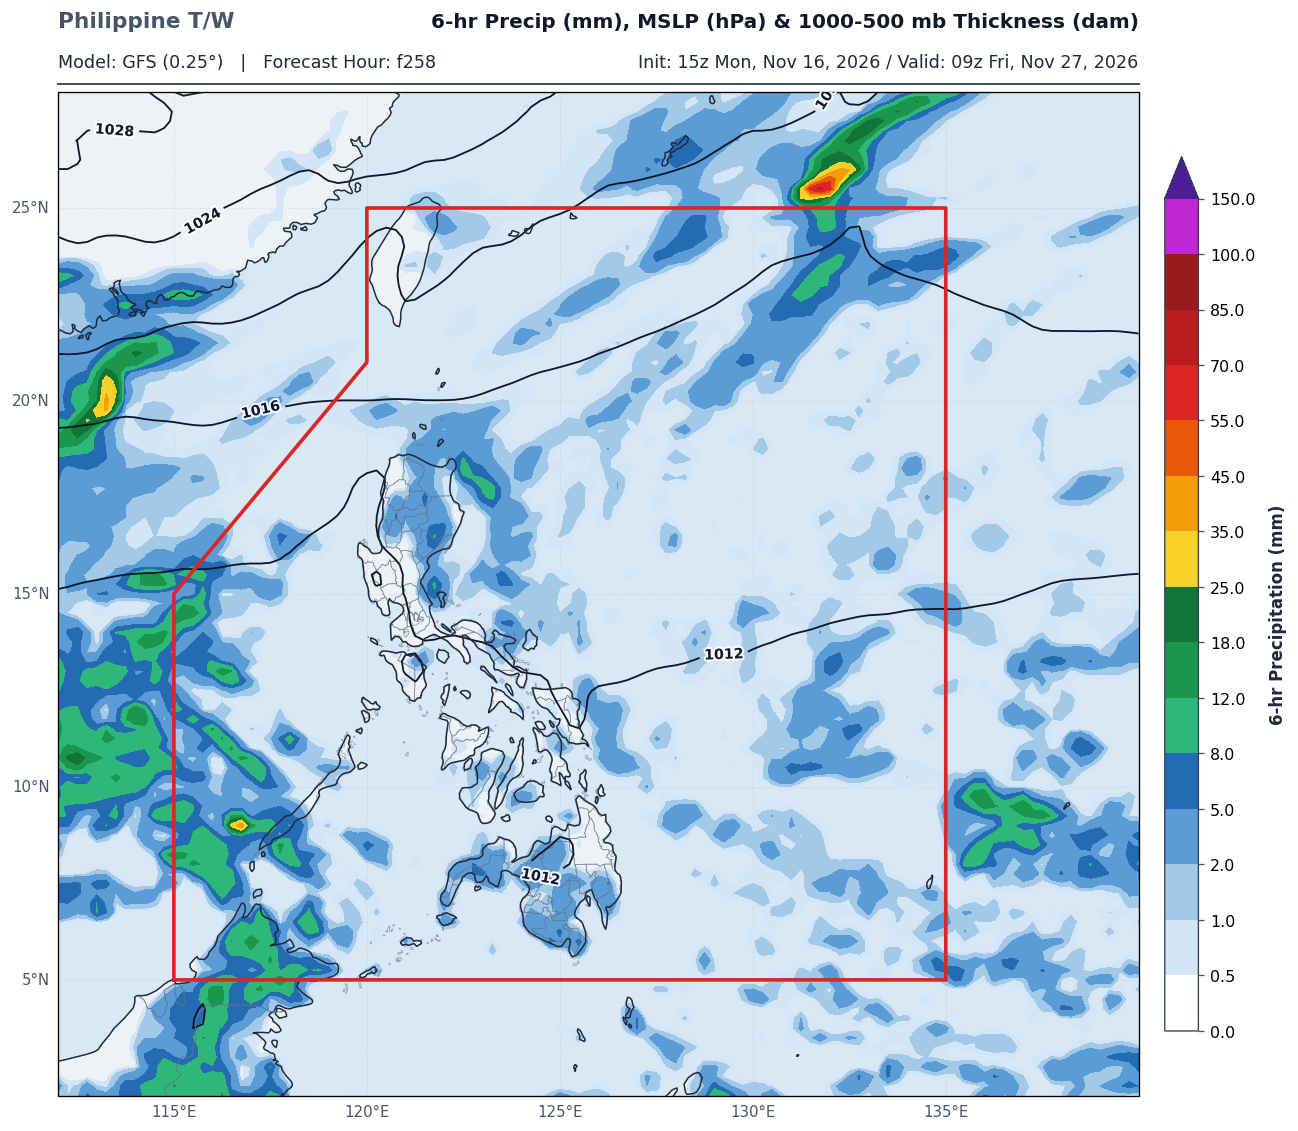 Philippine T/W
6-hr Precip (mm), MSLP (hPa) & 1000-500 mb Thickness (dam)
Model: GFS (0.25°) | Forecast Hour: f258
Init: 15z Mon, Nov 16, 2026 / Valid: 09z Fri, Nov 27, 2026
1028
1024
1016
1012
1012
25°N
20°N
15°N
10°N
5°N
115°E
120°E
125°E
130°E
135°E
150.0
100.0
85.0
70.0
55.0
45.0
35.0
25.0
18.0
12.0
8.0
5.0
2.0
1.0
0.5
0.0
6-hr Precipitation (mm)